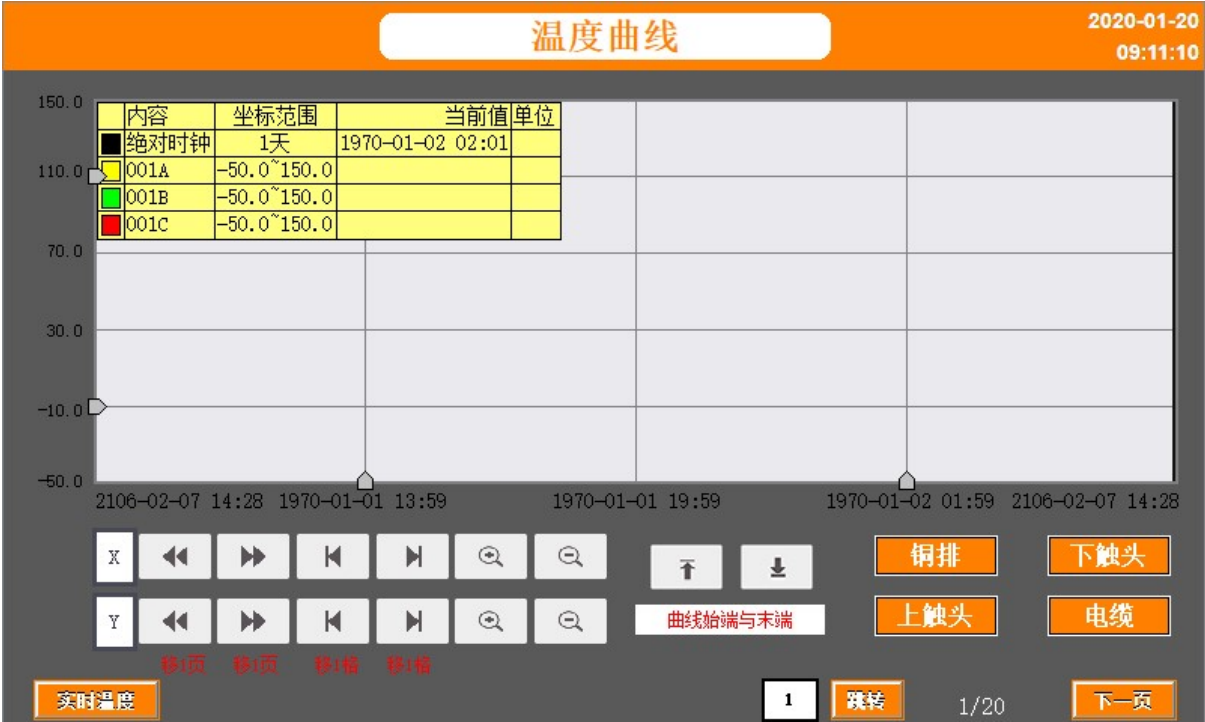 温度曲线
2020-01-20
09:11:10
150.0
内容 坐标范围 当前值 单位
绝对时钟 1天 1970-01-02 02:01
110.0
001A -50.0~150.0
001B -50.0~150.0
001C -50.0~150.0
70.0
30.0
-10.0
-50.0
2106-02-07 14:28 1970-01-01 13:59 1970-01-01 19:59 1970-01-02 01:59 2106-02-07 14:28
X
铜排 下触头
Y
曲线始端与末端
上触头 电缆
移1页 移1页 移1格 移1格
实时温度 1 跳转 1/20 下一页